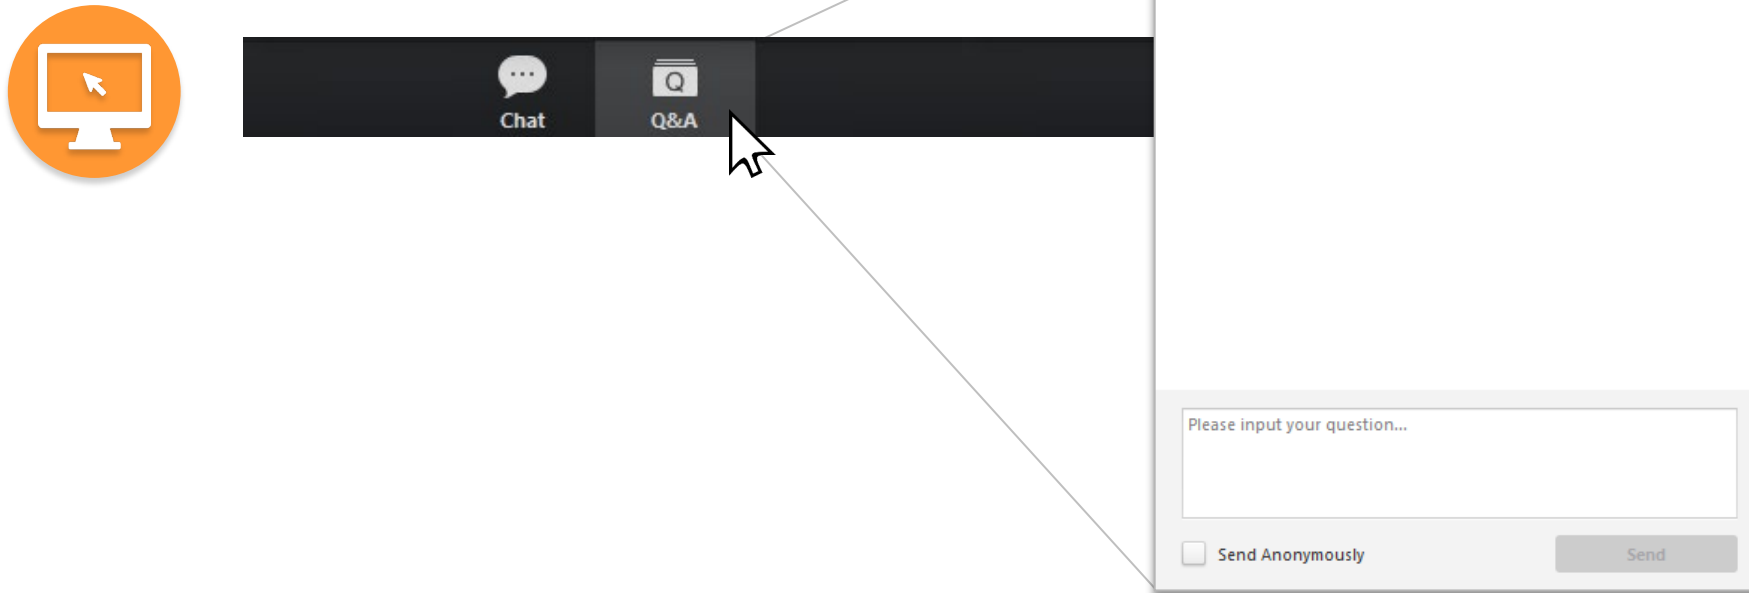 Chat
Q
Q&A
Please input your question...
Send Anonymously
Send